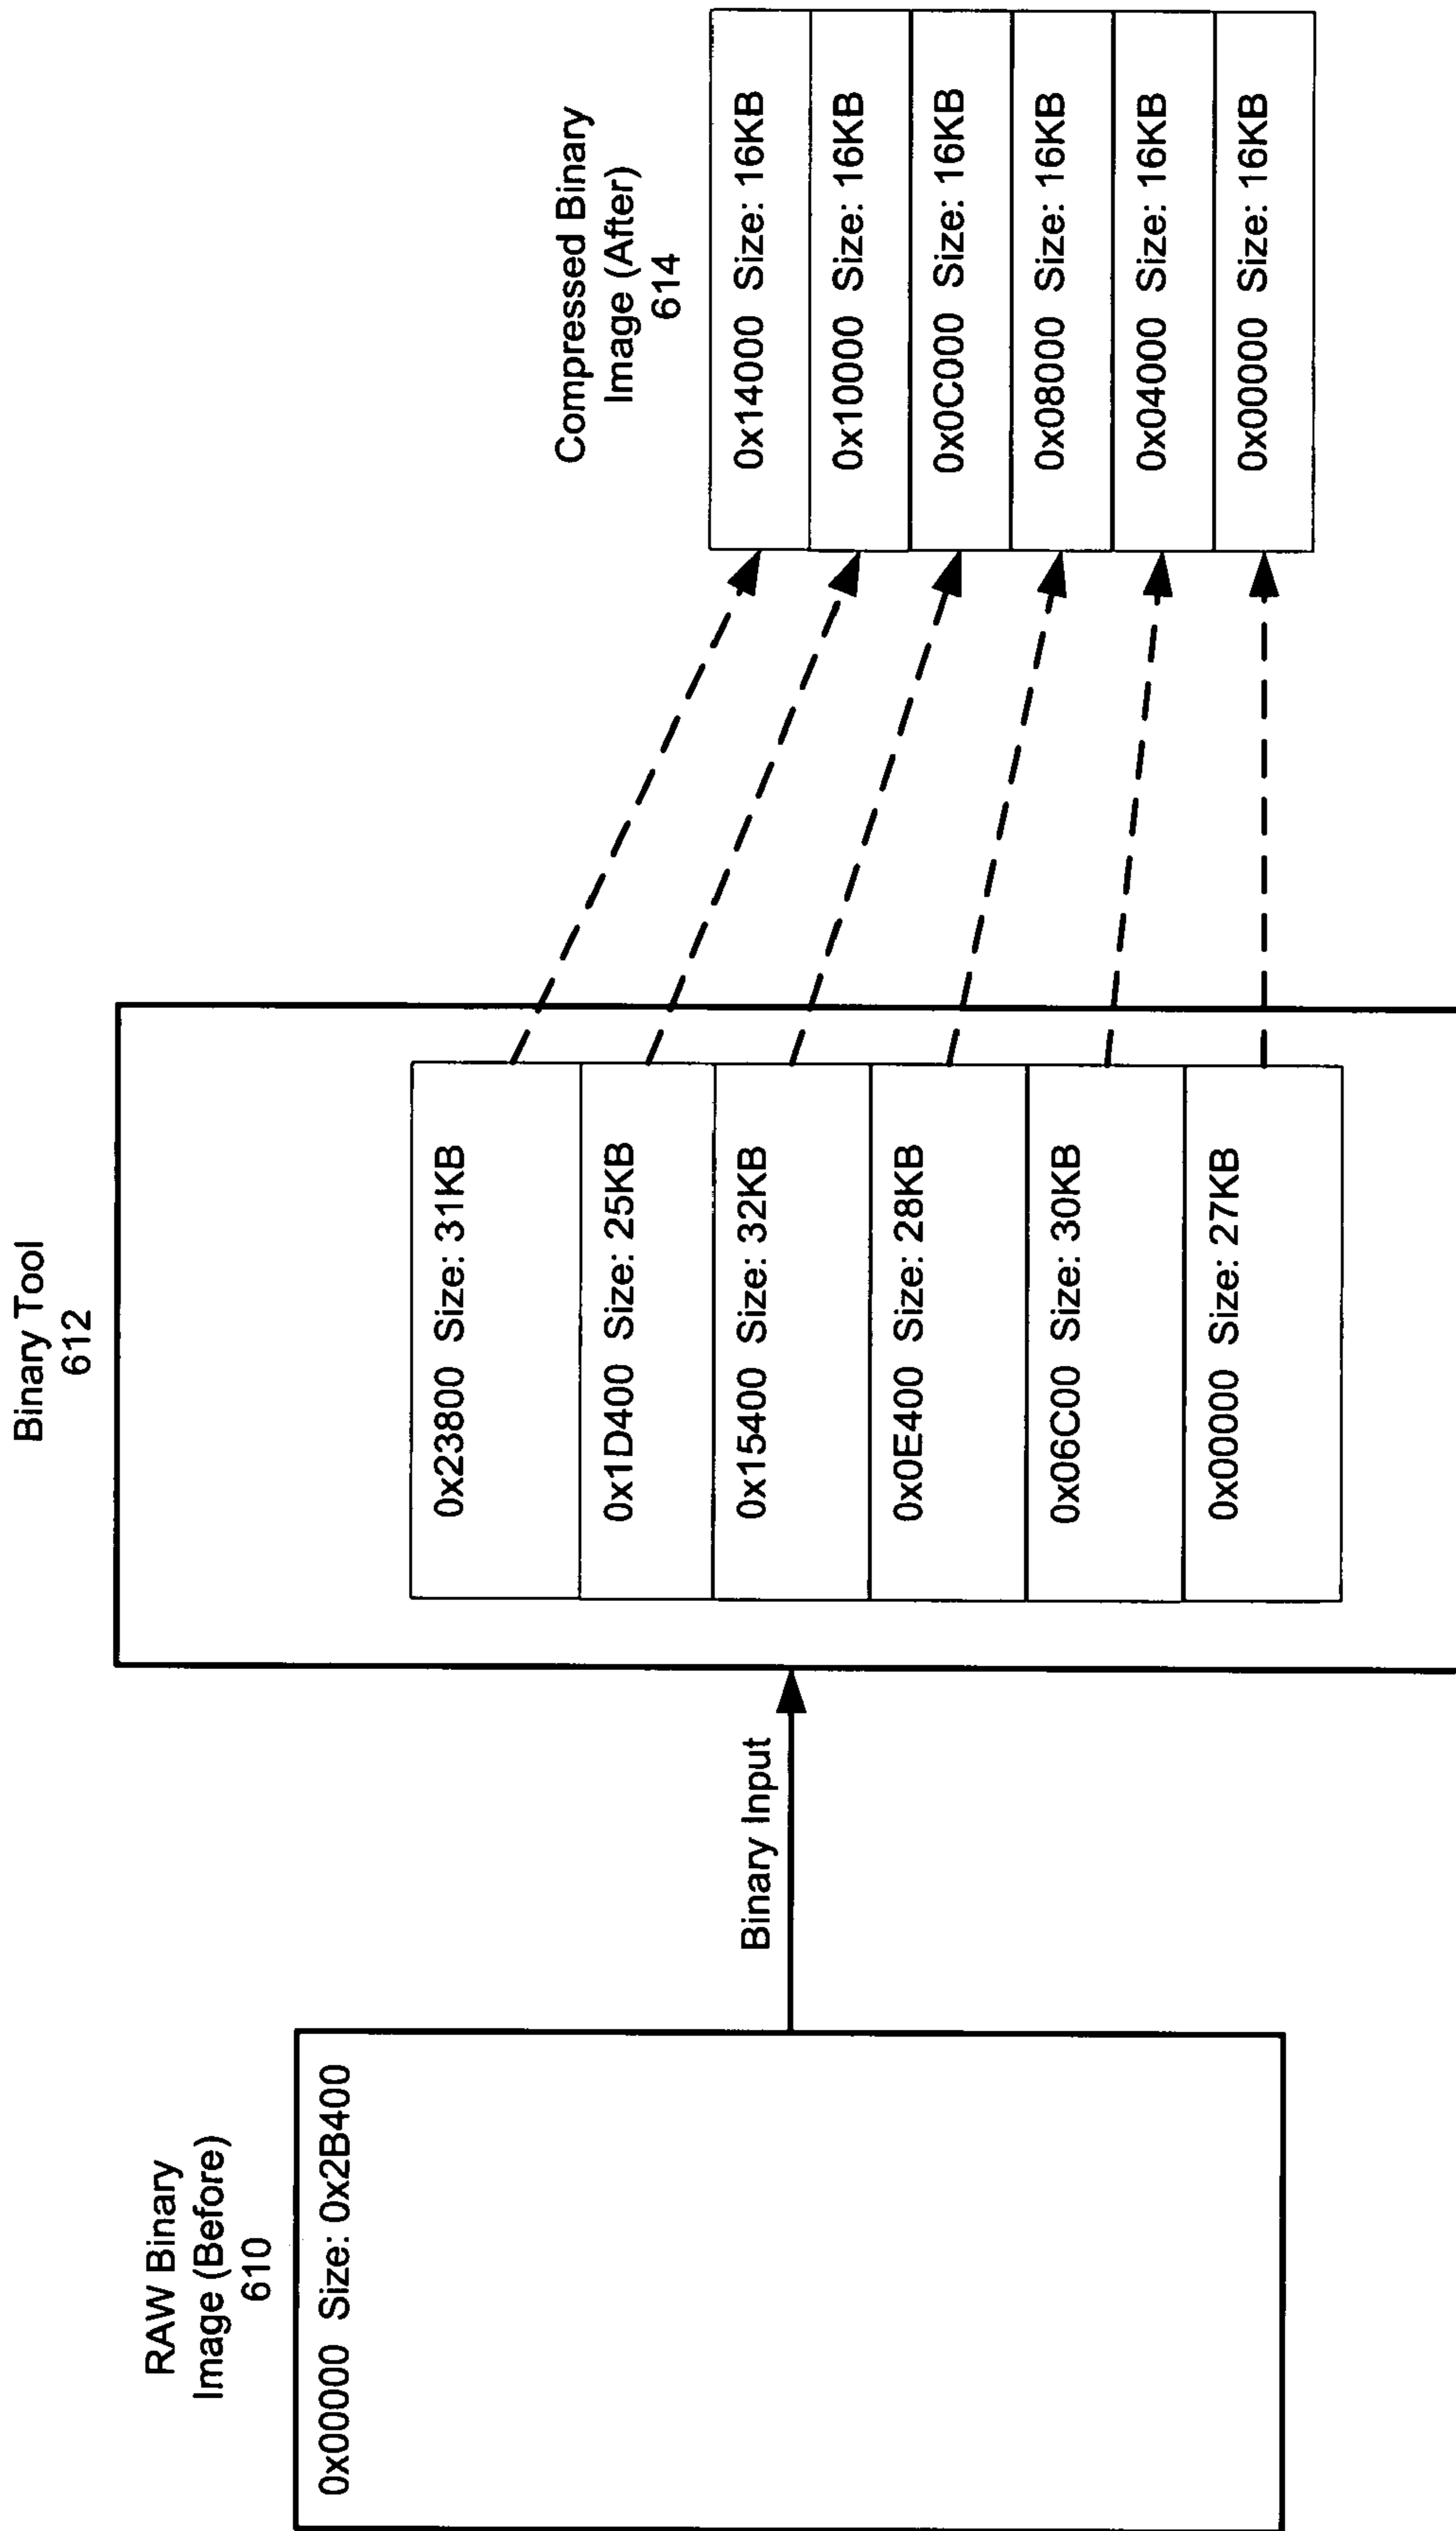 RAW Binary
Image (Before)
610
0x00000 Size: 0x2B400
Binary Input
Binary Tool
612
0x23800 Size: 31KB
0x1D400 Size: 25KB
0x15400 Size: 32KB
0x0E400 Size: 28KB
0x06C00 Size: 30KB
0x00000 Size: 27KB
Compressed Binary
Image (After)
614
0x14000 Size: 16KB
0x10000 Size: 16KB
0x0C000 Size: 16KB
0x08000 Size: 16KB
0x04000 Size: 16KB
0x00000 Size: 16KB